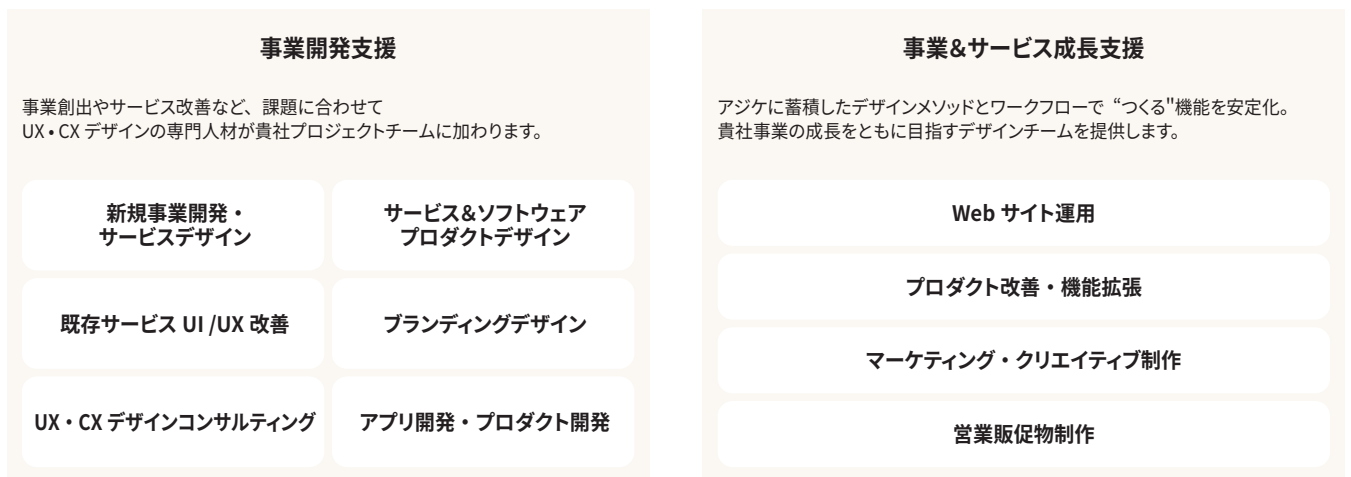 事業開発支援
事業創出やサービス改善など、課題に合わせて
UX・CX デザインの専門人材が貴社プロジェクトチームに加わります。
新規事業開発・
サービスデザイン
サービス&ソフトウェア
プロダクトデザイン
既存サービス UI /UX 改善
ブランディングデザイン
UX・CX デザインコンサルティング
アプリ開発・プロダクト開発
事業&サービス成長支援
アジケに蓄積したデザインメソッドとワークフローで “つくる"機能を安定化。
貴社事業の成長をともに目指すデザインチームを提供します。
Web サイト運用
プロダクト改善・機能拡張
マーケティング・クリエイティブ制作
営業販促物制作